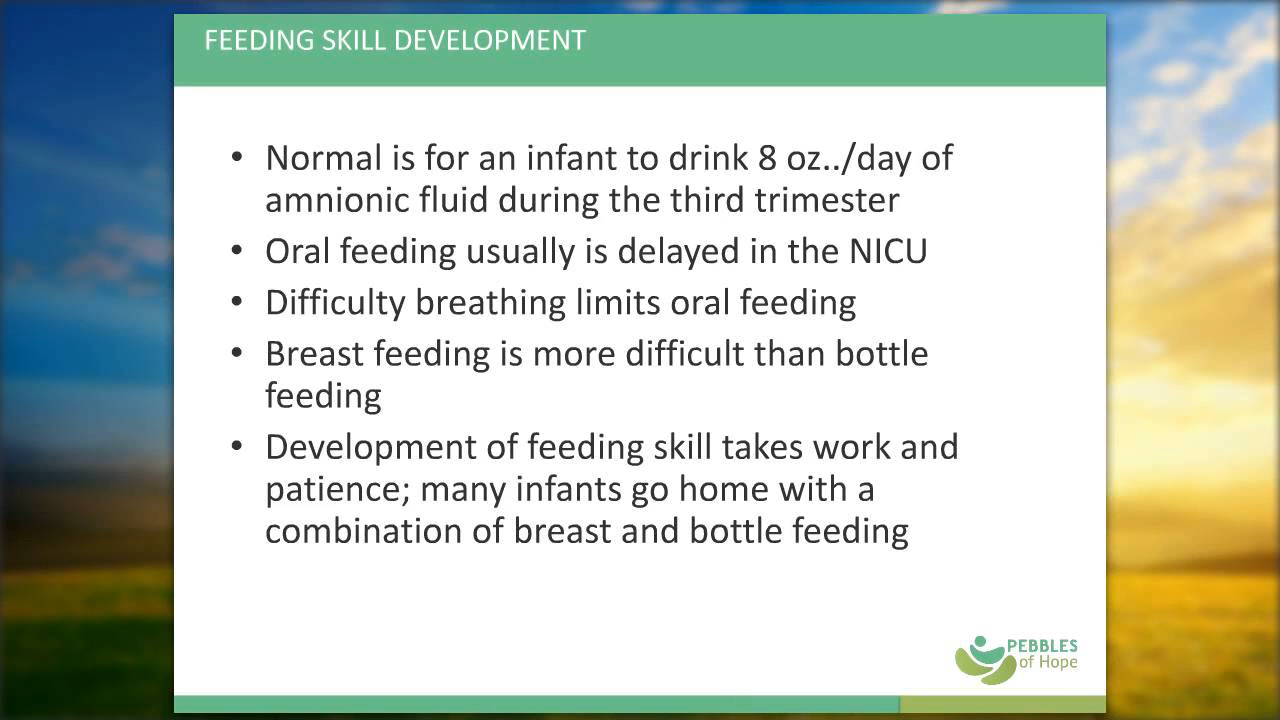 FEEDING SKILL DEVELOPMENT
• Normal is for an infant to drink 8 oz../day of
amnionic fluid during the third trimester
• Oral feeding usually is delayed in the NICU
• Difficulty breathing limits oral feeding
• Breast feeding is more difficult than bottle
feeding
• Development of feeding skill takes work and
patience; many infants go home with a
combination of breast and bottle feeding
PEBBLES
of Hope